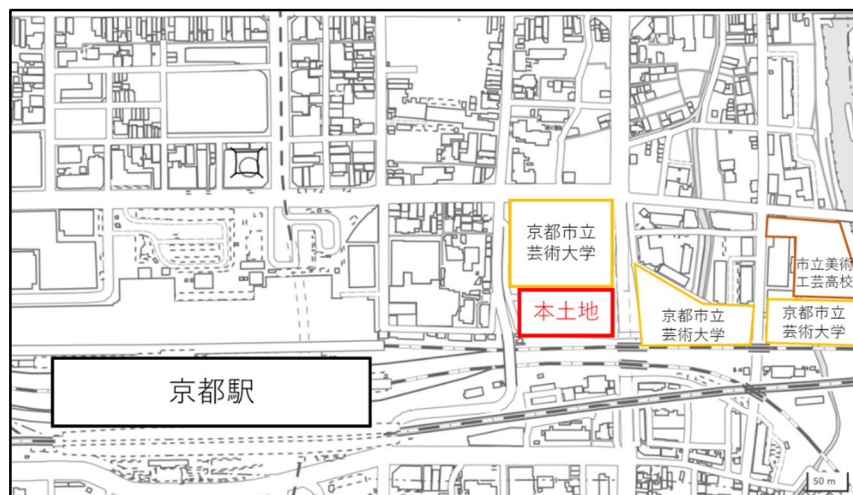 京都市立
芸術大学
市立美術
工芸高校
本土地
京都市立
芸術大学
京都市立
芸術大学
京都駅
50 m